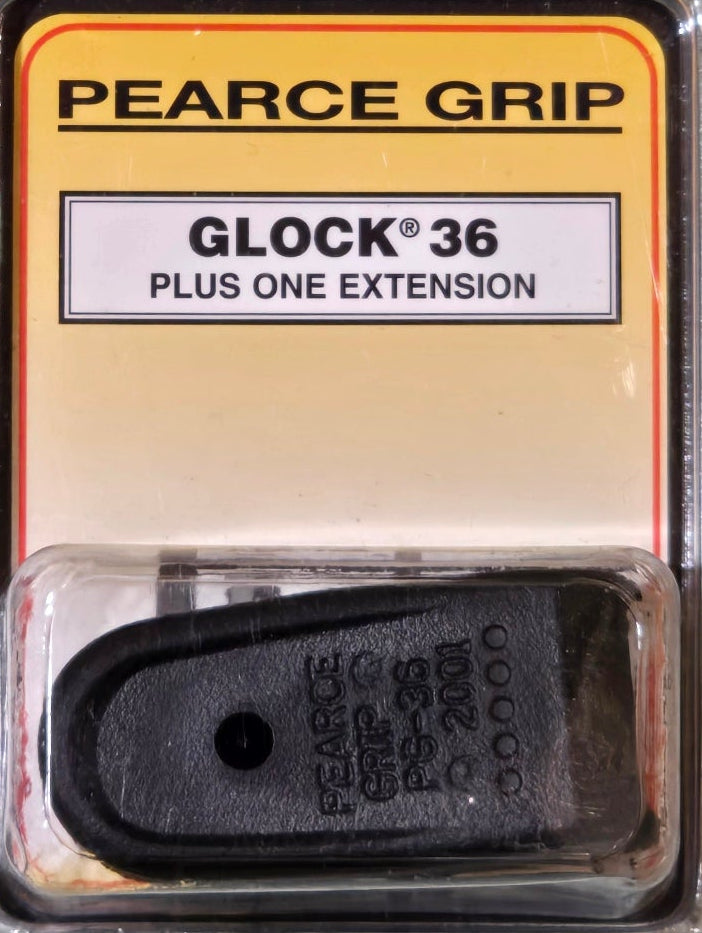 PEARCE GRIP
GLOCK® 36
PLUS ONE EXTENSION
PEARCE
GRIP
PG-36
© 2001